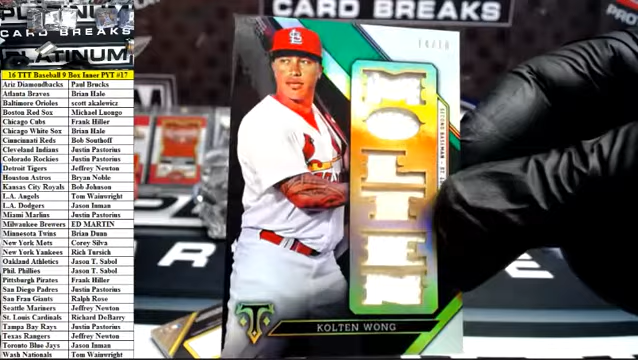 PLATINUM
CARD BREAKS
PLATINUM
CARD BREAKS
16 TTT Baseball 9 Box Inner PYT #17
Ariz Diamondbacks Paul Brucks
Atlanta Braves Brian Hale
Baltimore Orioles scott akalewicz
Boston Red Sox Michael Luongo
Chicago Cubs Frank Hiller
Chicago White Sox Brian Hale
Cinncinati Reds Bob Southoff
Cleveland Indians Justin Pastorius
Colorado Rockies Justin Pastorius
Detroit Tigers Jeffrey Newton
Houston Astros Bryan Noble
Kansas City Royals Bob Johnson
L.A. Angels Tom Wainwright
L.A. Dodgers Jason Inman
Miami Marlins Justin Pastorius
Milwaukee Brewers ED MARTIN
Minnesota Twins Brian Dunn
New York Mets Corey Silva
New York Yankees Rich Tursich
Oakland Athletics Jason T. Sabol
Phil. Phillies Jason T. Sabol
Pittsburgh Pirates Frank Hiller
San Diego Padres Justin Pastorius
San Fran Giants Ralph Rose
Seattle Mariners Jeffrey Newton
St. Louis Cardinals Richard DeBarry
Tampa Bay Rays Justin Pastorius
Texas Rangers Jeffrey Newton
Toronto Blue Jays Jason Inman
Wash Nationals Tom Wainwright
KOLTEN
SECOND BASEMAN
KOLTEN WONG